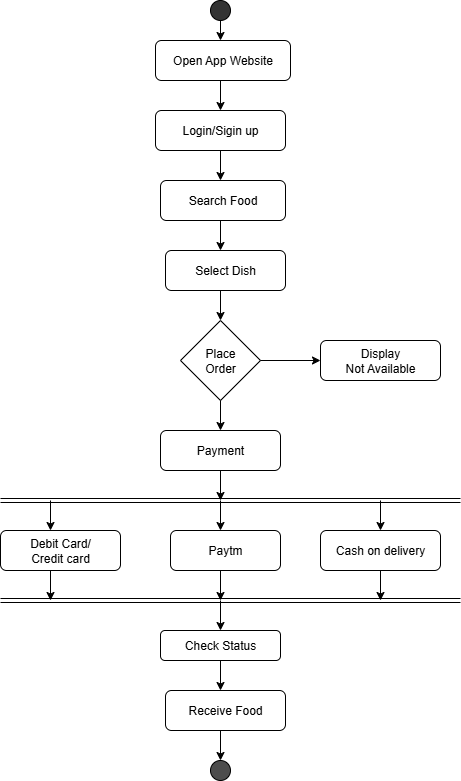 Open App Website
Login/Sigin up
Search Food
Select Dish
Place
Order
Display
Not Available
Payment
Debit Card/
Credit card
Paytm
Cash on delivery
Check Status
Receive Food